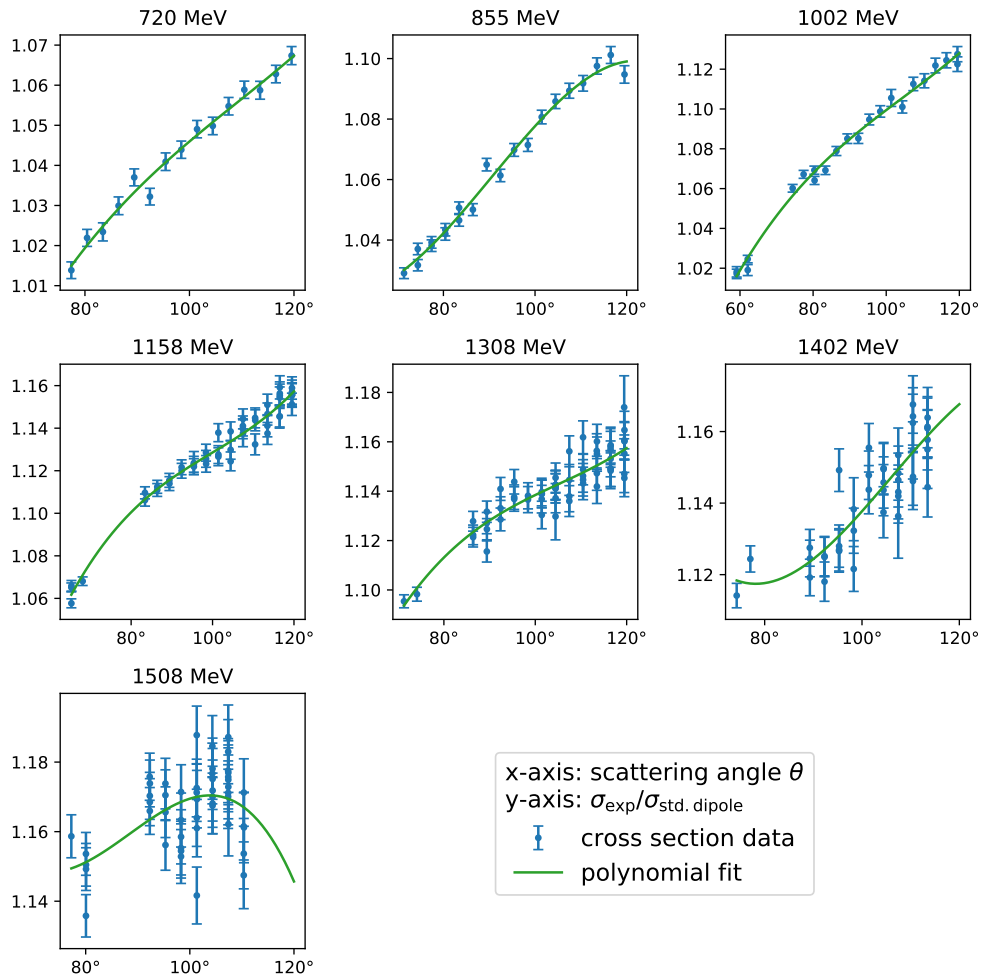 720 MeV
855 MeV
1002 MeV
1.07
1.06
1.05
1.04
1.03
1.02
1.01
80° 100° 120°
1.10
1.08
1.06
1.04
80° 100° 120°
1.12
1.10
1.08
1.06
1.04
1.02
60° 80° 100° 120°
1158 MeV
1308 MeV
1402 MeV
1.16
1.14
1.12
1.10
1.08
1.06
80° 100° 120°
1.18
1.16
1.14
1.12
1.10
80° 100° 120°
1.16
1.14
1.12
80° 100° 120°
1508 MeV
1.18
1.16
1.14
80° 100° 120°
x-axis: scattering angle θ
y-axis: σexp/σstd. dipole
cross section data
polynomial fit